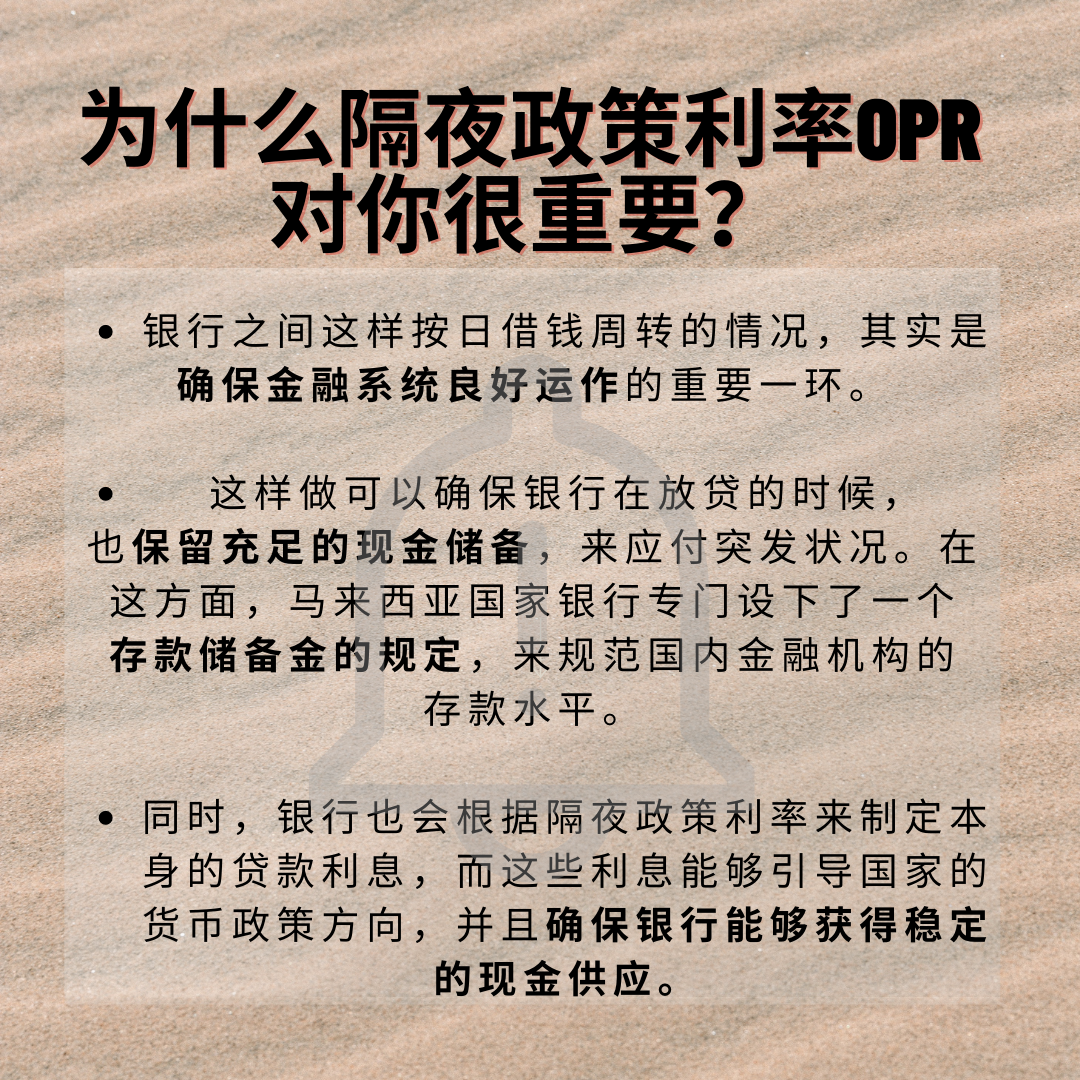 为什么隔夜政策利率OPR
对你很重要？
• 银行之间这样按日借钱周转的情况，其实是
确保金融系统良好运作的重要一环。
• 这样做可以确保银行在放贷的时候，
也保留充足的现金储备，来应付突发状况。在
这方面，马来西亚国家银行专门设下了一个
存款储备金的规定，来规范国内金融机构的
存款水平。
• 同时，银行也会根据隔夜政策利率来制定本
身的贷款利息，而这些利息能够引导国家的
货币政策方向，并且确保银行能够获得稳定
的现金供应。